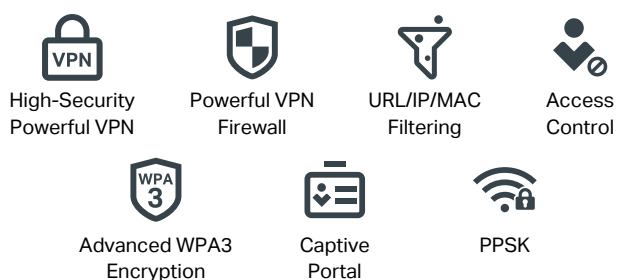 VPN
High-Security
Powerful VPN
Powerful VPN
Firewall
URL/IP/MAC
Filtering
Access
Control
WPA
3
Advanced WPA3
Encryption
Captive
Portal
PPSK